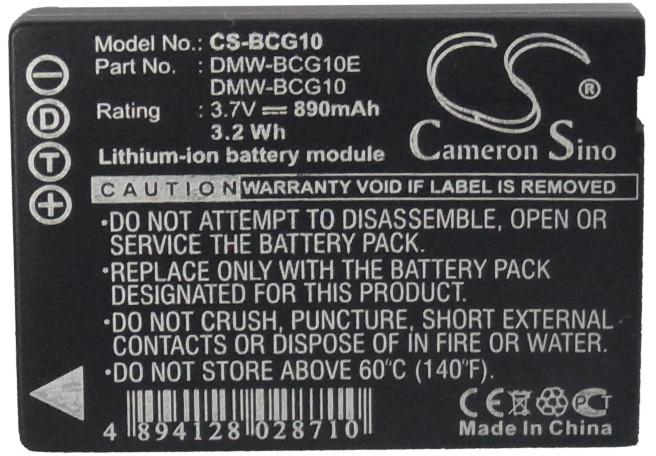 Model No.: CS-BCG10
Part No. : DMW-BCG10E
DMW-BCG10
Rating : 3.7V 890mAh
3.2 Wh
Lithium-ion battery module
CS
®
Cameron Sino
D
T
CAUTION WARRANTY VOID IF LABEL IS REMOVED
•DO NOT ATTEMPT TO DISASSEMBLE, OPEN OR
SERVICE THE BATTERY PACK.
•REPLACE ONLY WITH THE BATTERY PACK
DESIGNATED FOR THIS PRODUCT.
•DO NOT CRUSH, PUNCTURE, SHORT EXTERNAL
CONTACTS OR DISPOSE OF IN FIRE OR WATER.
•DO NOT STORE ABOVE 60°C (140°F).
4 894128 028710
CE PCT
Made In China